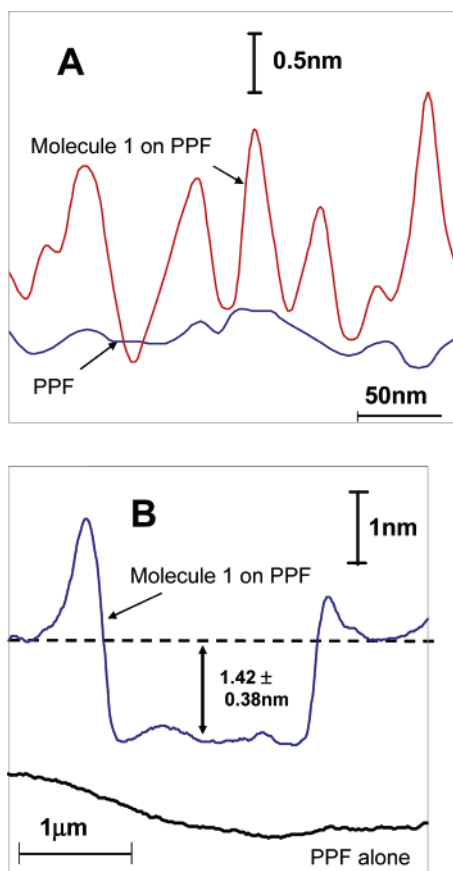 A
0.5nm
Molecule 1 on PPF
PPF
50nm
B
1nm
Molecule 1 on PPF
1.42 ±
0.38nm
1μm
PPF alone